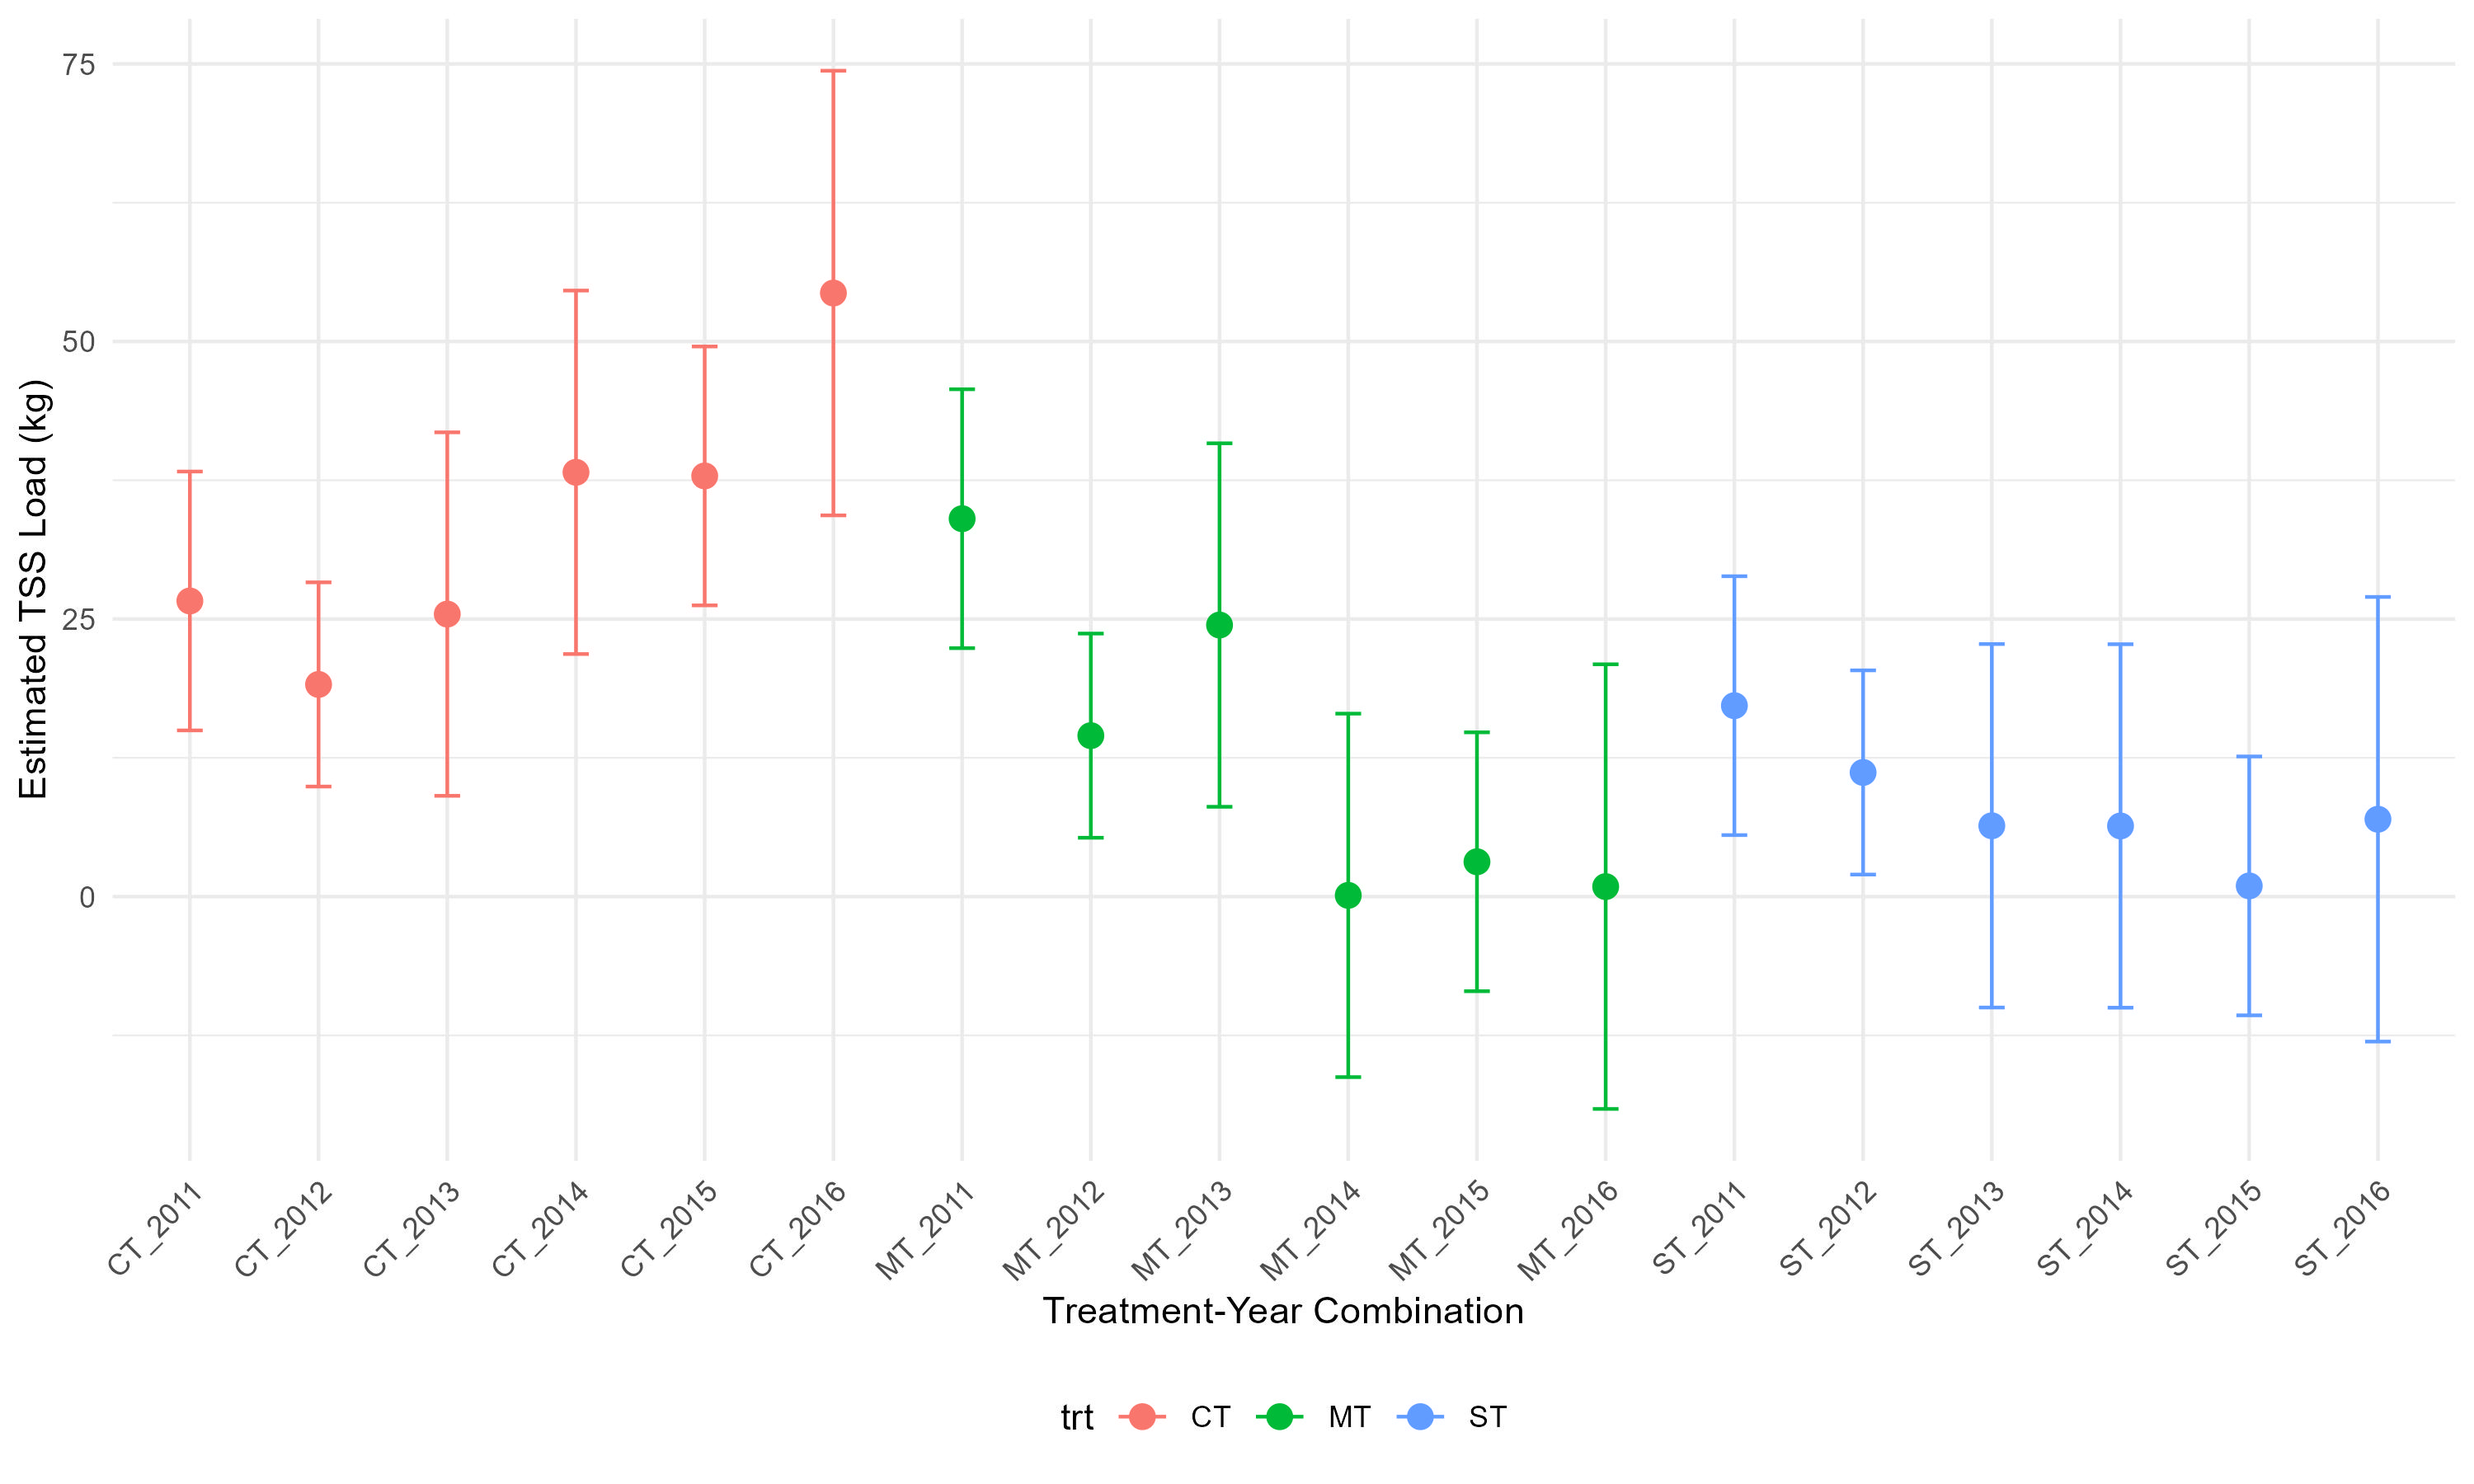 75
50
25
0
Estimated TSS Load (kg)
CT_2011
CT_2012
CT_2013
CT_2014
CT_2015
CT_2016
MT_2011
MT_2012
MT_2013
MT_2014
MT_2015
MT_2016
ST_2011
ST_2012
ST_2013
ST_2014
ST_2015
ST_2016
Treatment-Year Combination
trt CT MT ST